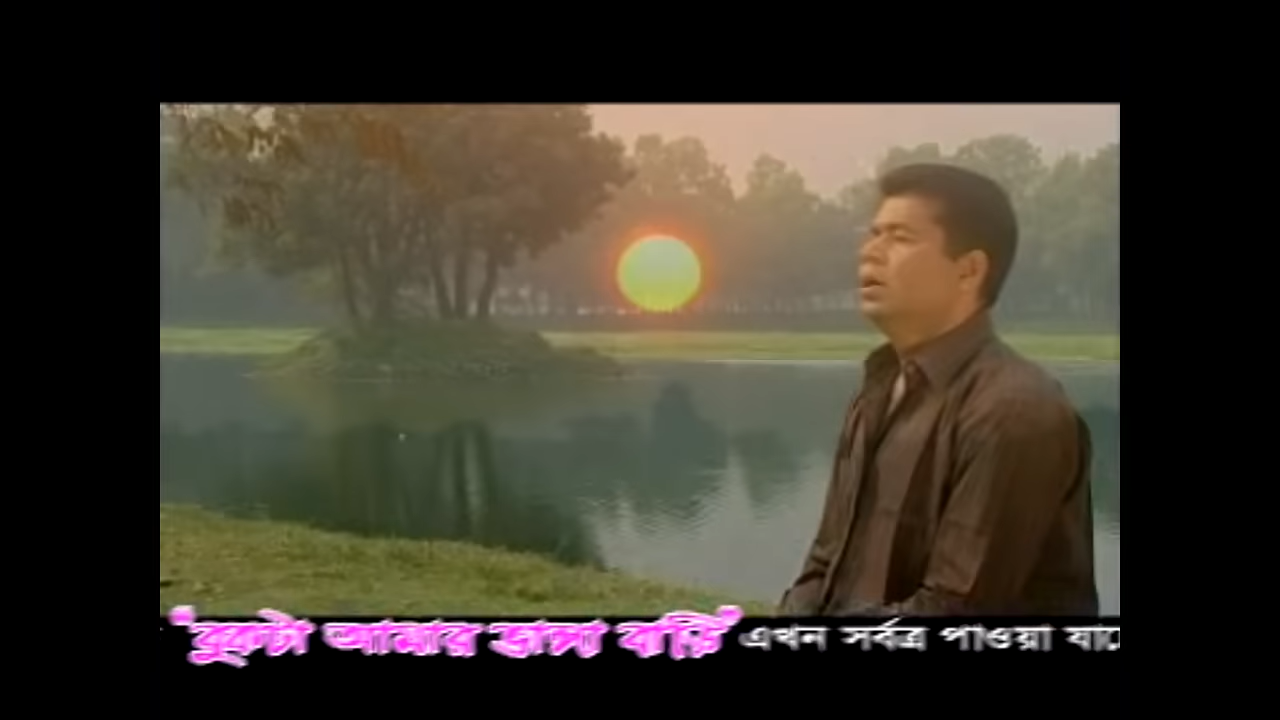 "বুকটা আমার ভাঙ্গা বাড়ি" এখন সর্বত্র পাওয়া